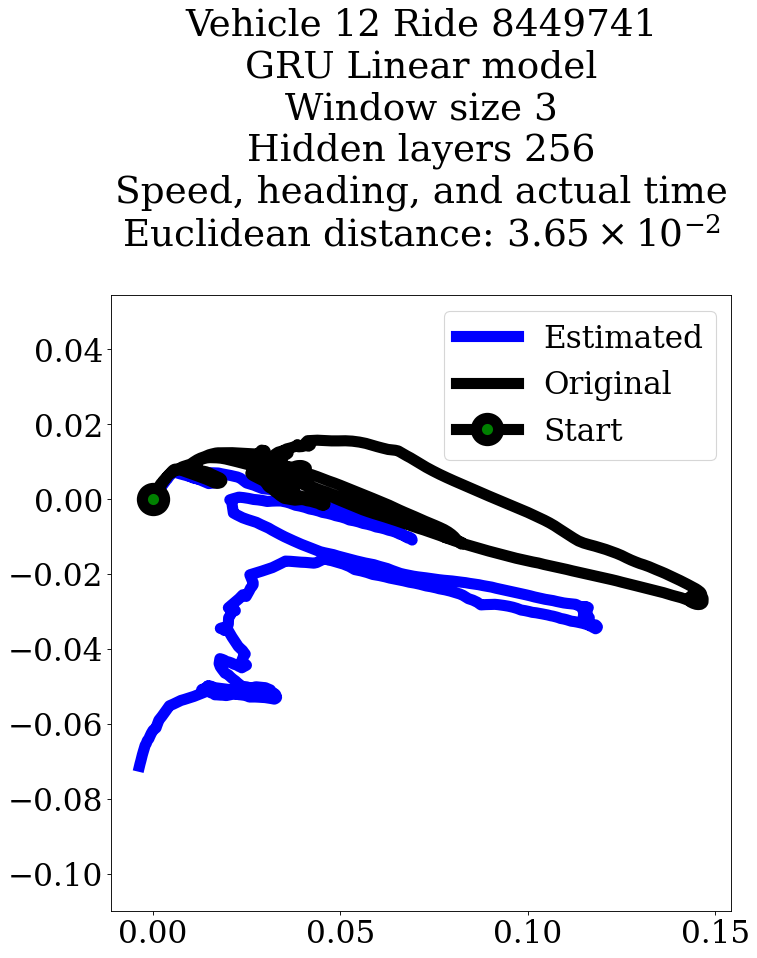 Vehicle 12 Ride 8449741
GRU Linear model
Window size 3
Hidden layers 256
Speed, heading, and actual time
Euclidean distance: 3.65 × 10⁻²
Estimated
Original
Start
0.04
0.02
0.00
−0.02
−0.04
−0.06
−0.08
−0.10
0.00 0.05 0.10 0.15